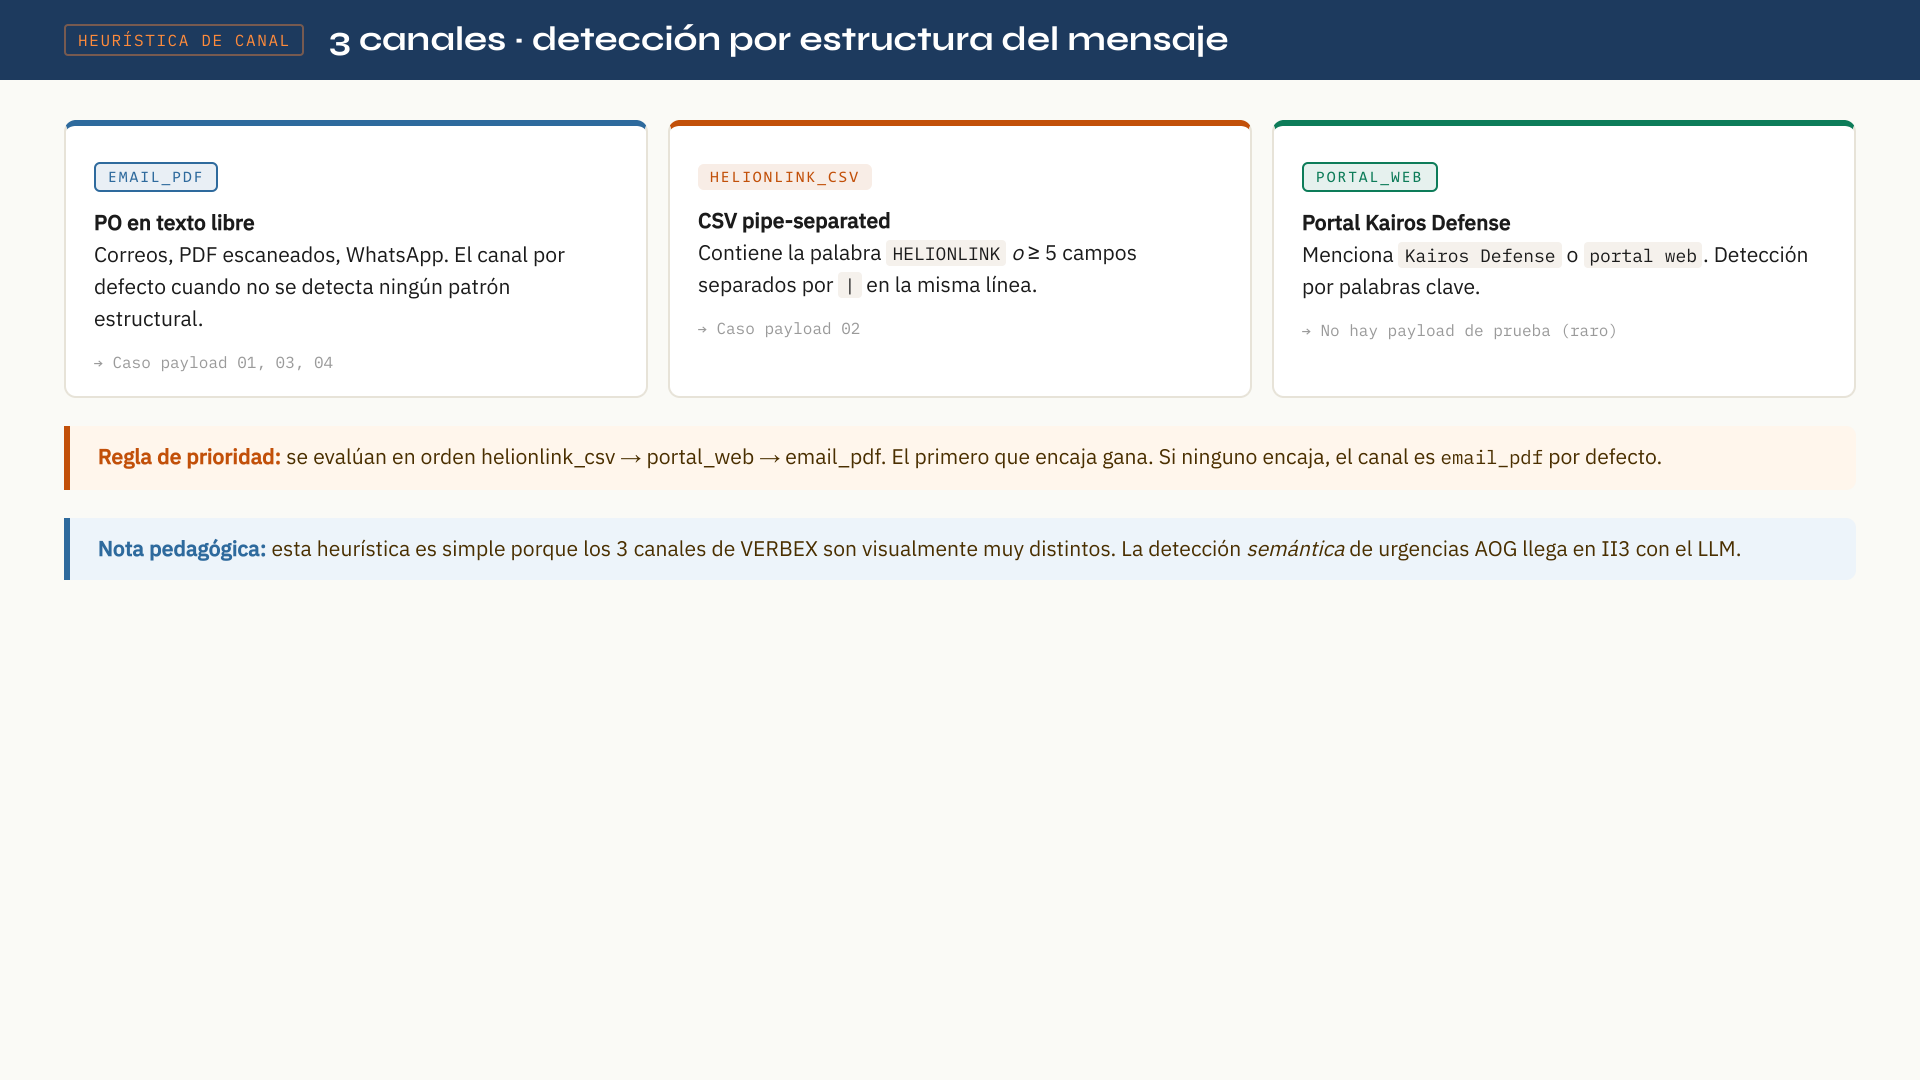 HEURÍSTICA DE CANAL
3 canales · detección por estructura del mensaje
EMAIL_PDF
PO en texto libre
Correos, PDF escaneados, WhatsApp. El canal por
defecto cuando no se detecta ningún patrón
estructural.
→ Caso payload 01, 03, 04
HELIONLINK_CSV
CSV pipe-separated
Contiene la palabra HELIONLINK o ≥ 5 campos
separados por | en la misma línea.
→ Caso payload 02
PORTAL_WEB
Portal Kairos Defense
Menciona Kairos Defense o portal web. Detección
por palabras clave.
→ No hay payload de prueba (raro)
Regla de prioridad: se evalúan en orden helionlink_csv → portal_web → email_pdf. El primero que encaja gana. Si ninguno encaja, el canal es email_pdf por defecto.
Nota pedagógica: esta heurística es simple porque los 3 canales de VERBEX son visualmente muy distintos. La detección semántica de urgencias AOG llega en II3 con el LLM.